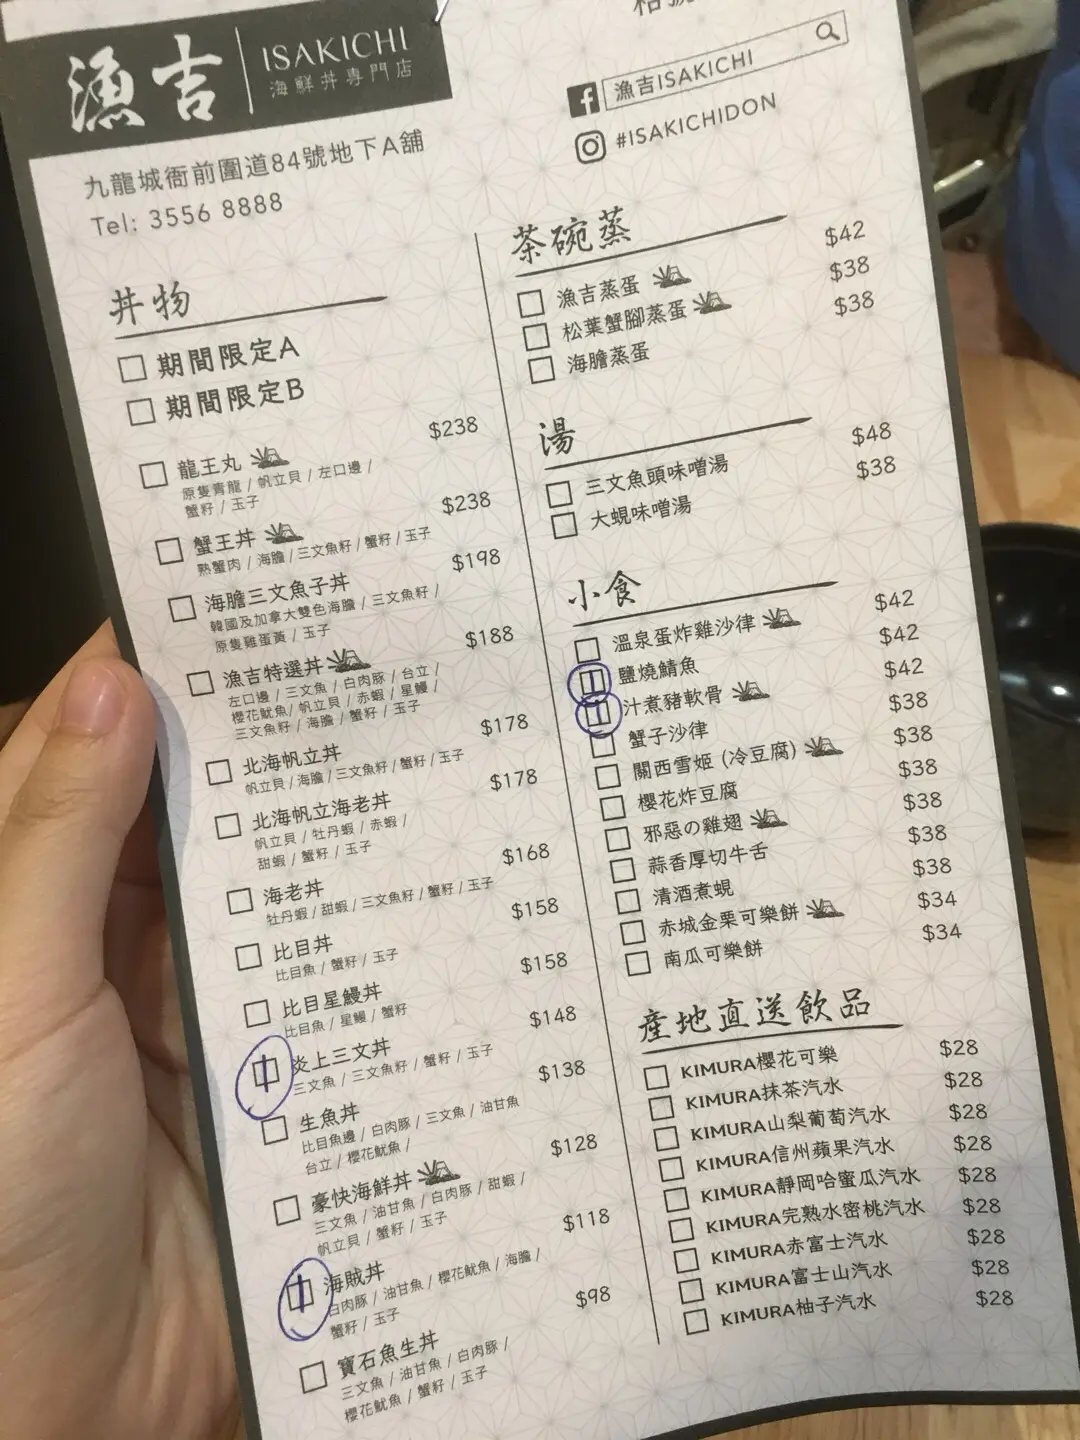 漁吉
ISAKICHI
海鮮丼専門店
漁吉ISAKICHI
#ISAKICHIDON
九龍城衙前圍道84號地下A舖
Tel: 3556 8888
丼物
期間限定A
期間限定B
$238
龍王丸
原隻青龍 / 帆立貝 / 左口邊 /
蟹籽 / 玉子
$238
蟹王丼
熟蟹肉 / 海膽 / 三文魚籽 / 蟹籽 / 玉子
$198
海膽三文魚子丼
韓國及加拿大雙色海膽 / 三文魚籽 /
原隻雞蛋黃 / 玉子
$188
漁吉特選丼
左口邊 / 三文魚 / 白肉豚 / 台立 /
櫻花魷魚 / 帆立貝 / 赤蝦 / 星鰻 /
三文魚籽 / 海膽 / 蟹籽 / 玉子
$178
北海帆立丼
帆立貝 / 海膽 / 三文魚籽 / 蟹籽 / 玉子
$178
北海帆立海老丼
帆立貝 / 牡丹蝦 / 赤蝦 /
甜蝦 / 蟹籽 / 玉子
$168
海老丼
牡丹蝦 / 甜蝦 / 三文魚籽 / 蟹籽 / 玉子
$158
比目丼
比目魚 / 蟹籽 / 玉子
$158
比目星鰻丼
比目魚 / 星鰻 / 蟹籽
$148
炎上三文丼
三文魚 / 三文魚籽 / 蟹籽 / 玉子
$138
生魚丼
比目魚邊 / 白肉豚 / 三文魚 / 油甘魚
台立 / 櫻花魷魚 /
$128
豪快海鮮丼
三文魚 / 油甘魚 / 白肉豚 / 甜蝦 /
帆立貝 / 蟹籽 / 玉子
$118
海賊丼
白肉豚 / 油甘魚 / 櫻花魷魚 / 海膽 /
蟹籽 / 玉子
$98
寶石魚生丼
三文魚 / 油甘魚 / 白肉豚 /
櫻花魷魚 / 蟹籽 / 玉子
茶碗蒸
漁吉蒸蛋 $42
松葉蟹腳蒸蛋 $38
海膽蒸蛋 $38
湯
三文魚頭味噌湯 $48
大蜆味噌湯 $38
小食
溫泉蛋炸雞沙律 $42
鹽燒鯖魚 $42
汁煮豬軟骨 $42
蟹子沙律 $38
關西雪姬 (冷豆腐) $38
櫻花炸豆腐 $38
邪惡の雞翅 $38
蒜香厚切牛舌 $38
清酒煮蜆 $38
赤城金栗可樂餅 $34
南瓜可樂餅 $34
産地直送飲品
KIMURA櫻花可樂 $28
KIMURA抹茶汽水 $28
KIMURA山梨葡萄汽水 $28
KIMURA信州蘋果汽水 $28
KIMURA靜岡哈蜜瓜汽水 $28
KIMURA完熟水密桃汽水 $28
KIMURA赤富士汽水 $28
KIMURA富士山汽水 $28
KIMURA柚子汽水 $28